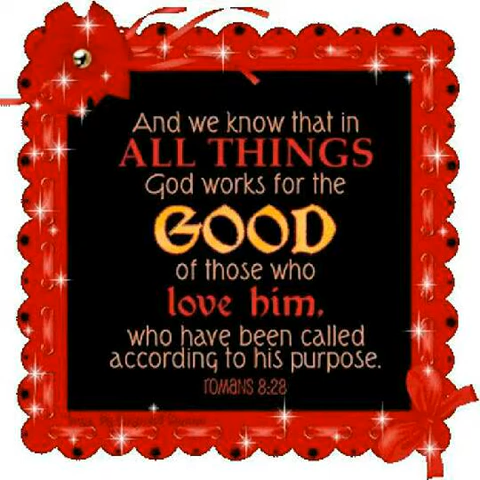 And we know that in
ALL THINGS
God works for the
GOOD
of those who
love him,
who have been called
according to his purpose.
ROMANS 8:28